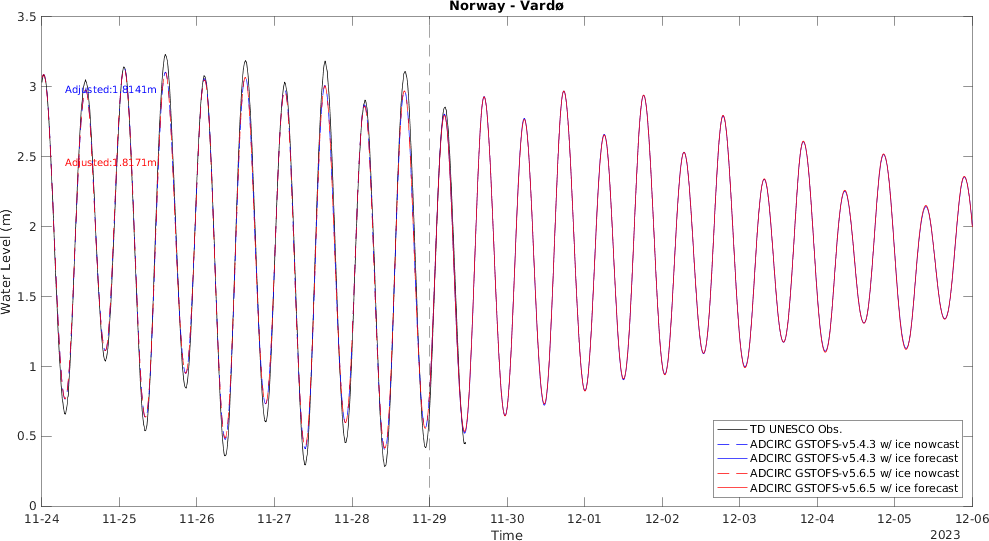 Norway - Vardø
3.5
3
2.5
2
1.5
1
0.5
0
Water Level (m)
Adjusted:1.8141m
Adjusted:1.8171m
TD UNESCO Obs.
ADCIRC GSTOFS-v5.4.3 w/ ice nowcast
ADCIRC GSTOFS-v5.4.3 w/ ice forecast
ADCIRC GSTOFS-v5.6.5 w/ ice nowcast
ADCIRC GSTOFS-v5.6.5 w/ ice forecast
11-24 11-25 11-26 11-27 11-28 11-29 11-30 12-01 12-02 12-03 12-04 12-05 12-06
Time
2023